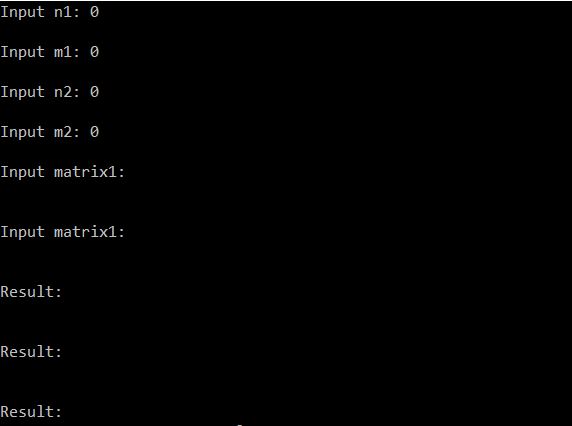 Input n1: 0
Input m1: 0
Input n2: 0
Input m2: 0
Input matrix1:
Input matrix1:
Result:
Result:
Result: